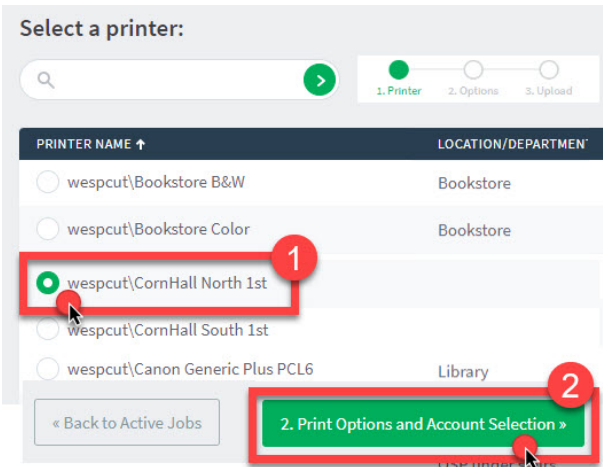 Select a printer:
1. Printer 2. Options 3. Upload
PRINTER NAME ↑ LOCATION/DEPARTMEN
wespcut\Bookstore B&W Bookstore
wespcut\Bookstore Color Bookstore
1
wespcut\CornHall North 1st
wespcut\CornHall South 1st
wespcut\Canon Generic Plus PCL6 Library
2
« Back to Active Jobs 2. Print Options and Account Selection »